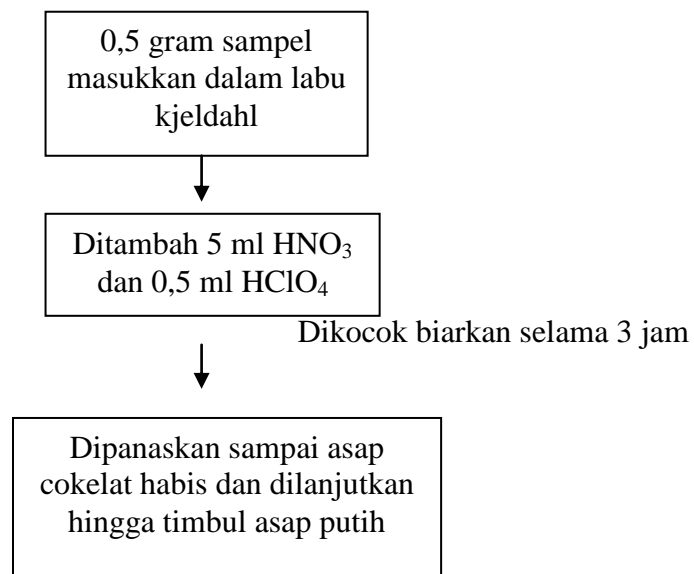 0,5 gram sampel
masukkan dalam labu
kjeldahl
Ditambah 5 ml HNO₃
dan 0,5 ml HClO₄
Dikocok biarkan selama 3 jam
Dipanaskan sampai asap
cokelat habis dan dilanjutkan
hingga timbul asap putih